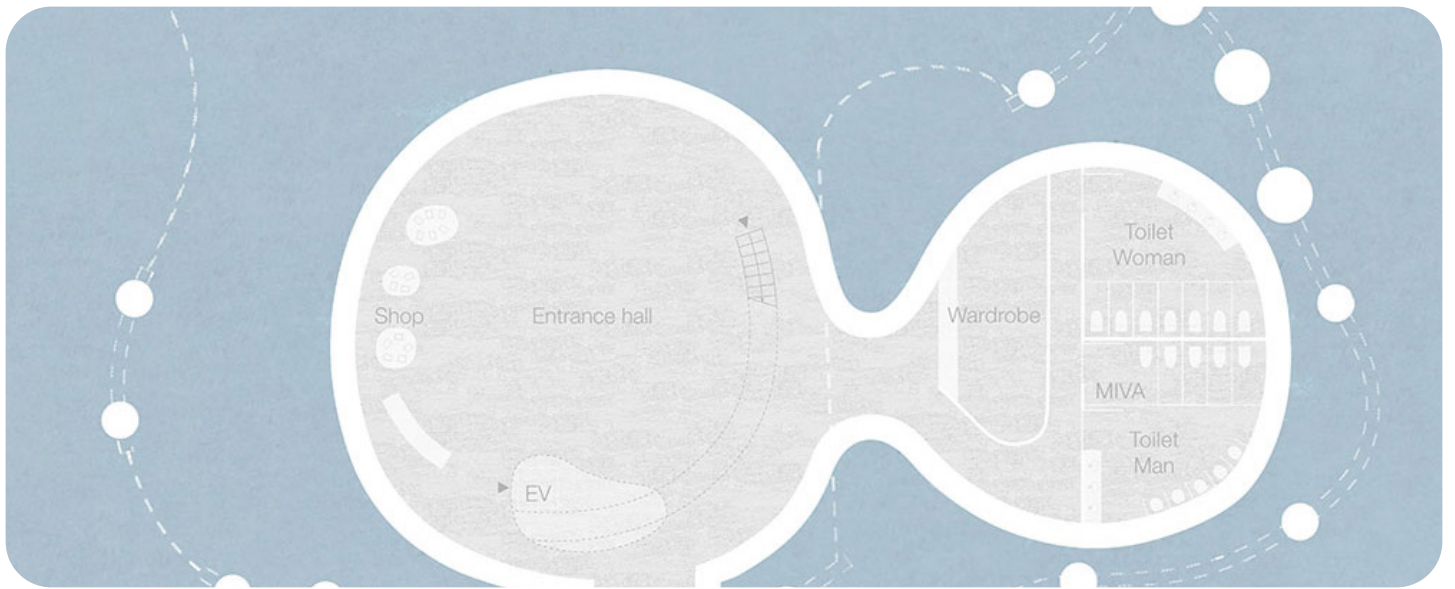 Toilet
Woman
Shop
Entrance hall
Wardrobe
MIVA
Toilet
Man
EV